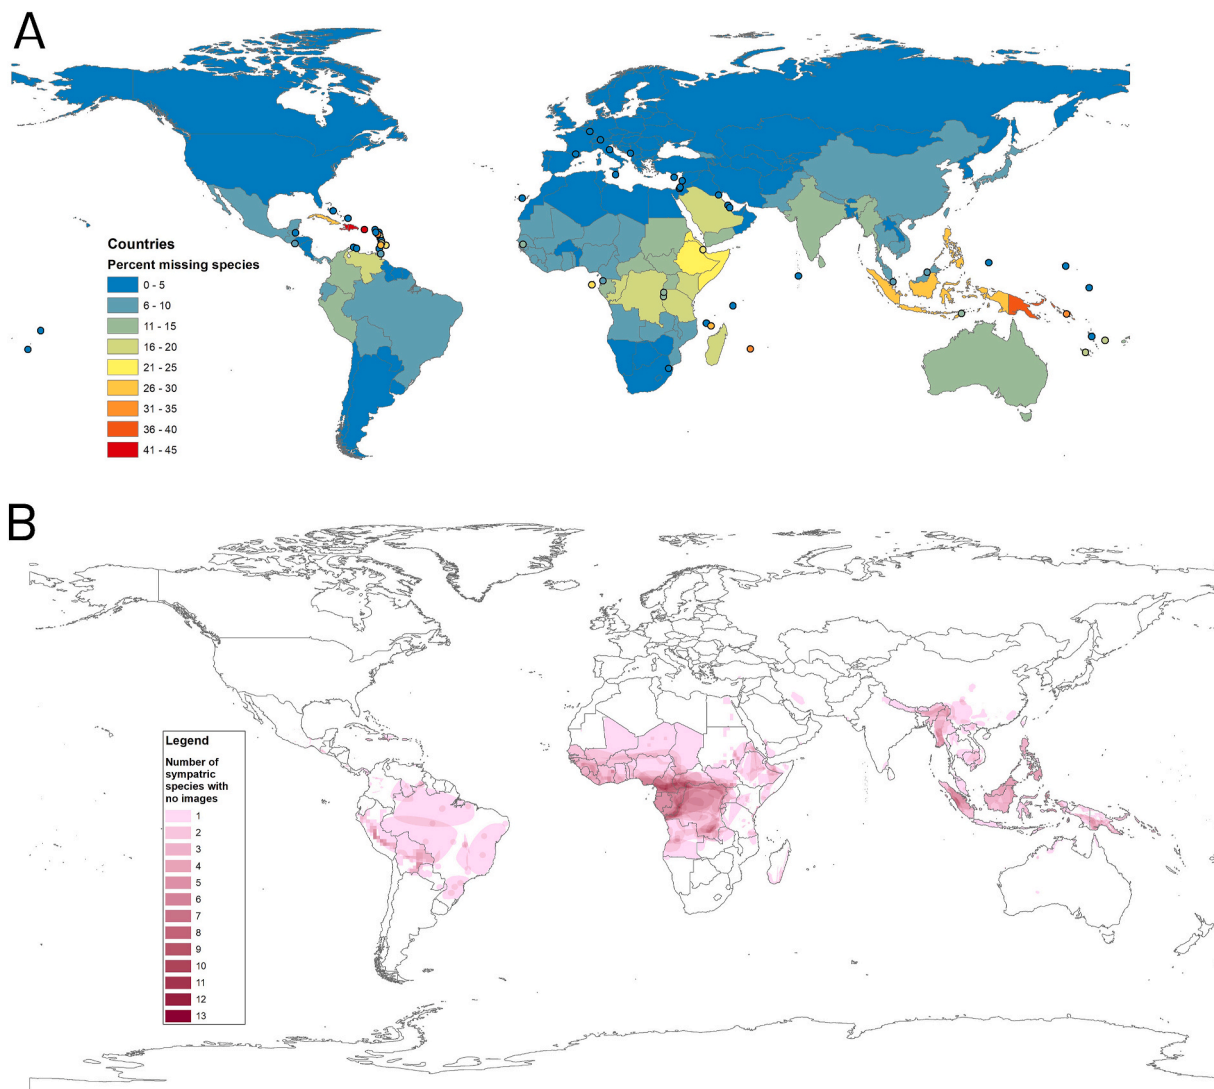 A
Countries
Percent missing species
0 - 5
6 - 10
11 - 15
16 - 20
21 - 25
26 - 30
31 - 35
36 - 40
41 - 45
B
Legend
Number of
sympatric
species with
no images
1
2
3
4
5
6
7
8
9
10
11
12
13